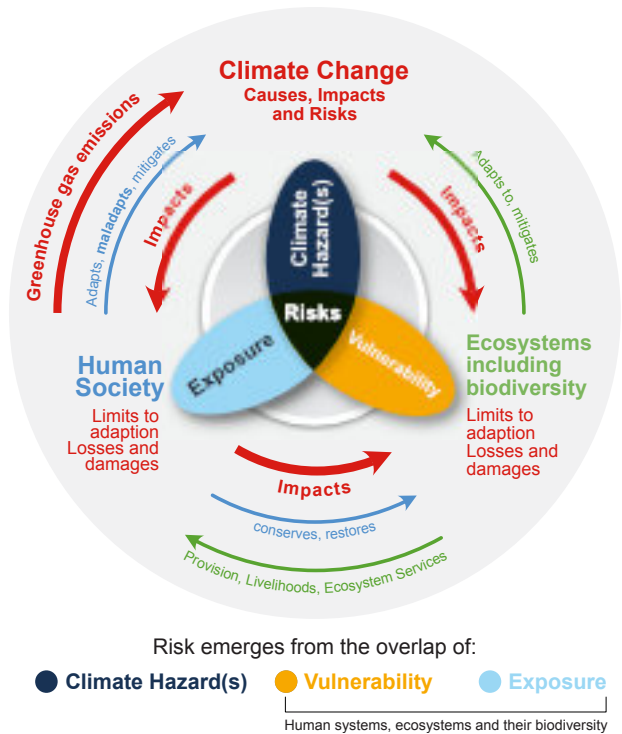 Climate Change
Causes, Impacts
and Risks
Greenhouse gas emissions
Adapts, maladapts, mitigates
Impacts
Climate
Hazard(s)
Impacts
Adapts to, mitigates
Risks
Exposure
Vulnerability
Human
Society
Limits to
adaption
Losses and
damages
Ecosystems
including
biodiversity
Limits to
adaption
Losses and
damages
Impacts
conserves, restores
Provision, Livelihoods, Ecosystem Services
Risk emerges from the overlap of:
Climate Hazard(s) Vulnerability Exposure
Human systems, ecosystems and their biodiversity